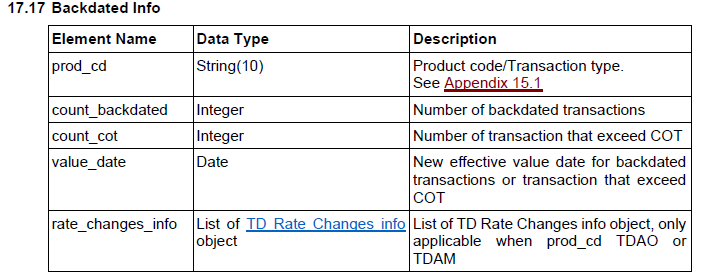 17.17 Backdated Info
Element Name Data Type Description
prod_cd String(10) Product code/Transaction type.
See Appendix 15.1
count_backdated Integer Number of backdated transactions
count_cot Integer Number of transaction that exceed COT
value_date Date New effective value date for backdated
transactions or transaction that exceed
COT
rate_changes_info List of TD Rate Changes info List of TD Rate Changes info object, only
object applicable when prod_cd TDAO or
TDAM